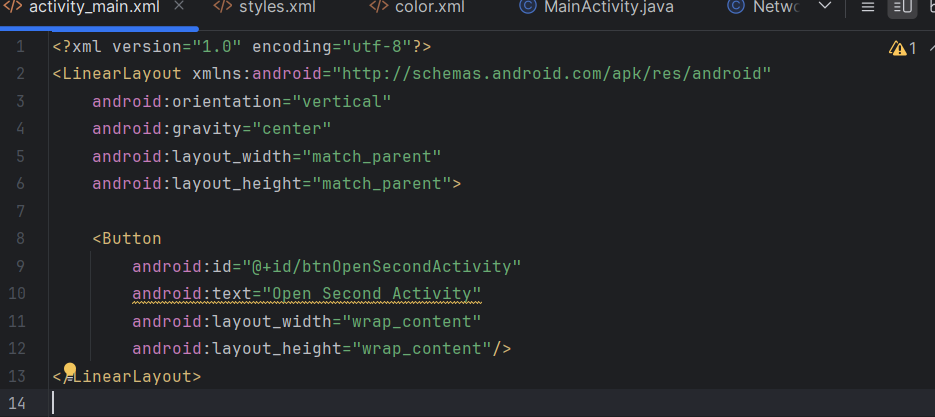 activity_main.xml styles.xml color.xml MainActivity.java
1 <?xml version="1.0" encoding="utf-8"?> 1
2 <LinearLayout xmlns:android="http://schemas.android.com/apk/res/android"
3 android:orientation="vertical"
4 android:gravity="center"
5 android:layout_width="match_parent"
6 android:layout_height="match_parent">
7
8 <Button
9 android:id="@+id/btnOpenSecondActivity"
10 android:text="Open Second Activity"
11 android:layout_width="wrap_content"
12 android:layout_height="wrap_content"/>
13 </LinearLayout>
14